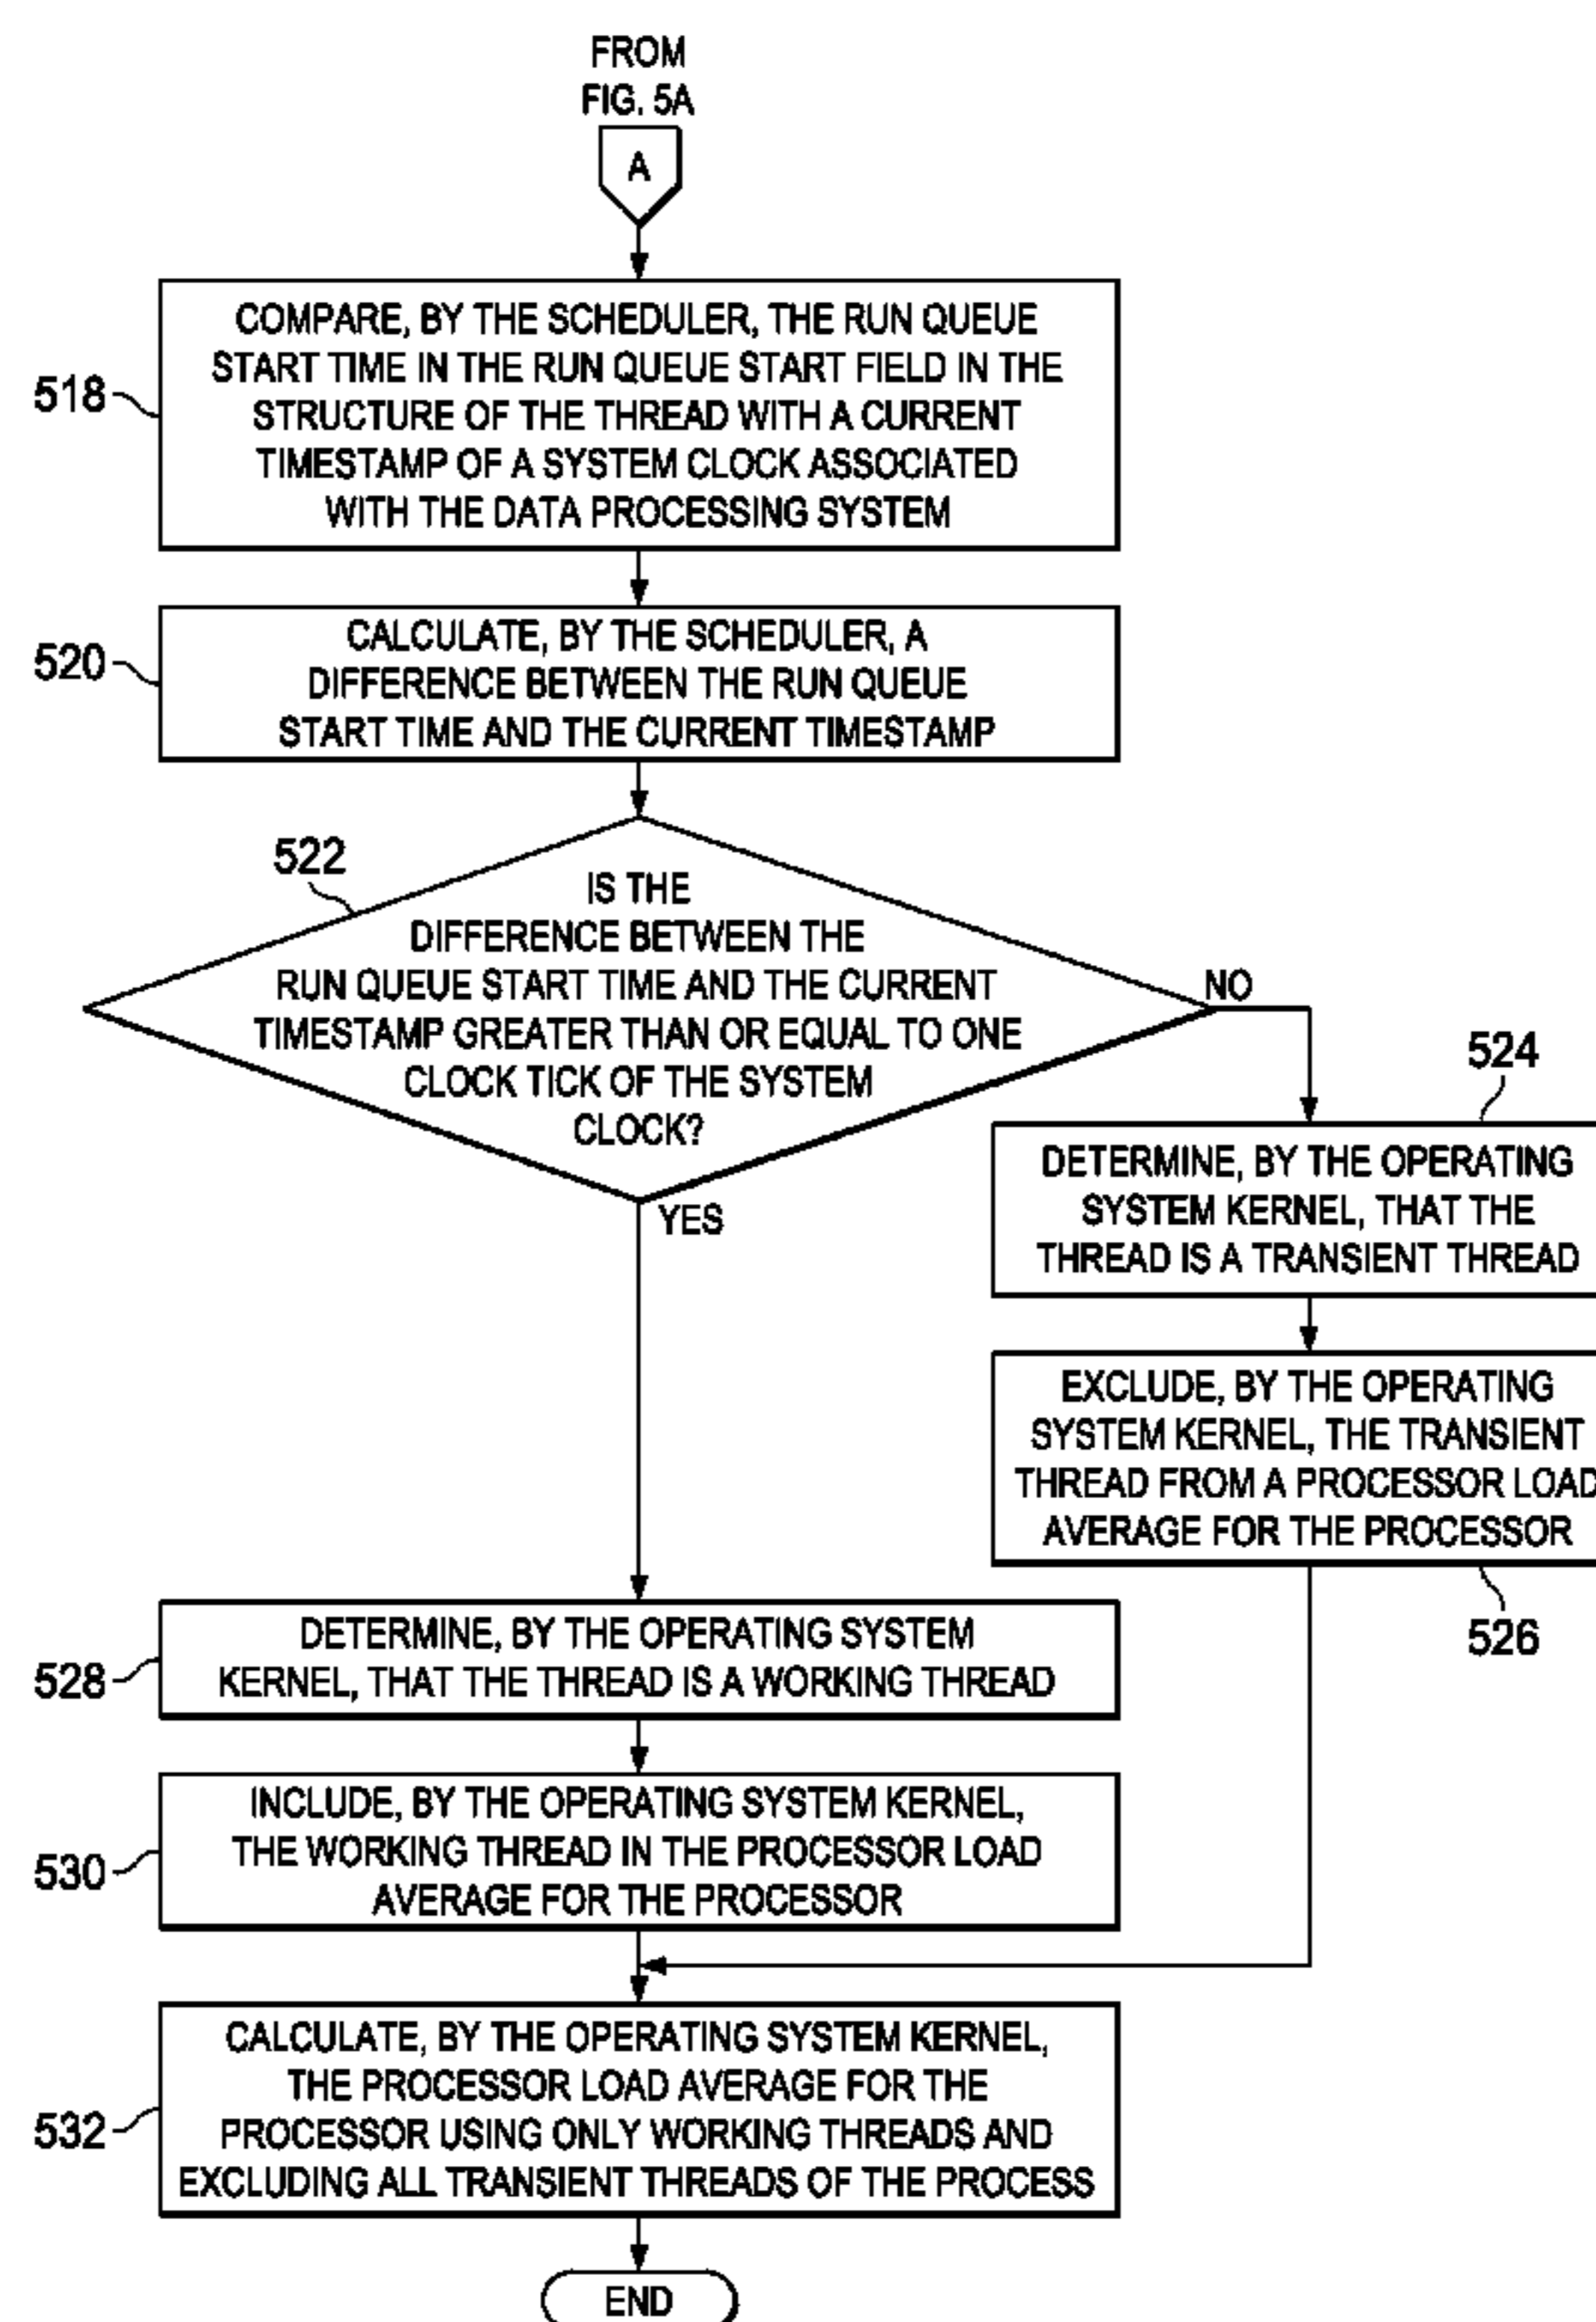 FROM
FIG. 5A
A
518
COMPARE, BY THE SCHEDULER, THE RUN QUEUE
START TIME IN THE RUN QUEUE START FIELD IN THE
STRUCTURE OF THE THREAD WITH A CURRENT
TIMESTAMP OF A SYSTEM CLOCK ASSOCIATED
WITH THE DATA PROCESSING SYSTEM
520
CALCULATE, BY THE SCHEDULER, A
DIFFERENCE BETWEEN THE RUN QUEUE
START TIME AND THE CURRENT TIMESTAMP
522
IS THE
DIFFERENCE BETWEEN THE
RUN QUEUE START TIME AND THE CURRENT
TIMESTAMP GREATER THAN OR EQUAL TO ONE
CLOCK TICK OF THE SYSTEM
CLOCK?
NO
YES
524
DETERMINE, BY THE OPERATING
SYSTEM KERNEL, THAT THE
THREAD IS A TRANSIENT THREAD
EXCLUDE, BY THE OPERATING
SYSTEM KERNEL, THE TRANSIENT
THREAD FROM A PROCESSOR LOAD
AVERAGE FOR THE PROCESSOR
526
528
DETERMINE, BY THE OPERATING SYSTEM
KERNEL, THAT THE THREAD IS A WORKING THREAD
530
INCLUDE, BY THE OPERATING SYSTEM KERNEL,
THE WORKING THREAD IN THE PROCESSOR LOAD
AVERAGE FOR THE PROCESSOR
532
CALCULATE, BY THE OPERATING SYSTEM KERNEL,
THE PROCESSOR LOAD AVERAGE FOR THE
PROCESSOR USING ONLY WORKING THREADS AND
EXCLUDING ALL TRANSIENT THREADS OF THE PROCESS
END